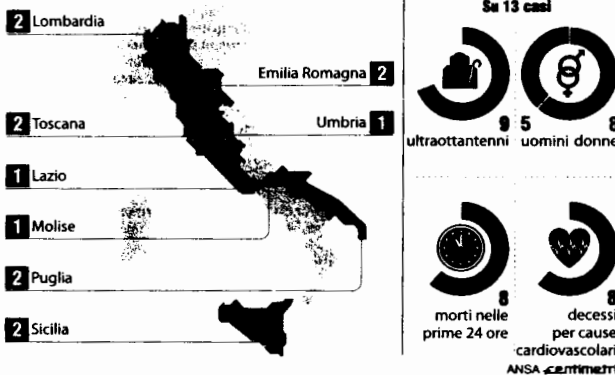 2 Lombardia
Emilia Romagna 2
2 Toscana
Umbria 1
1 Lazio
1 Molise
2 Puglia
2 Sicilia
Su 13 casi
9
ultraottantenni
5 8
uomini donne
8
morti nelle
prime 24 ore
8
decessi
per cause
cardiovascolari
ANSA centimetri